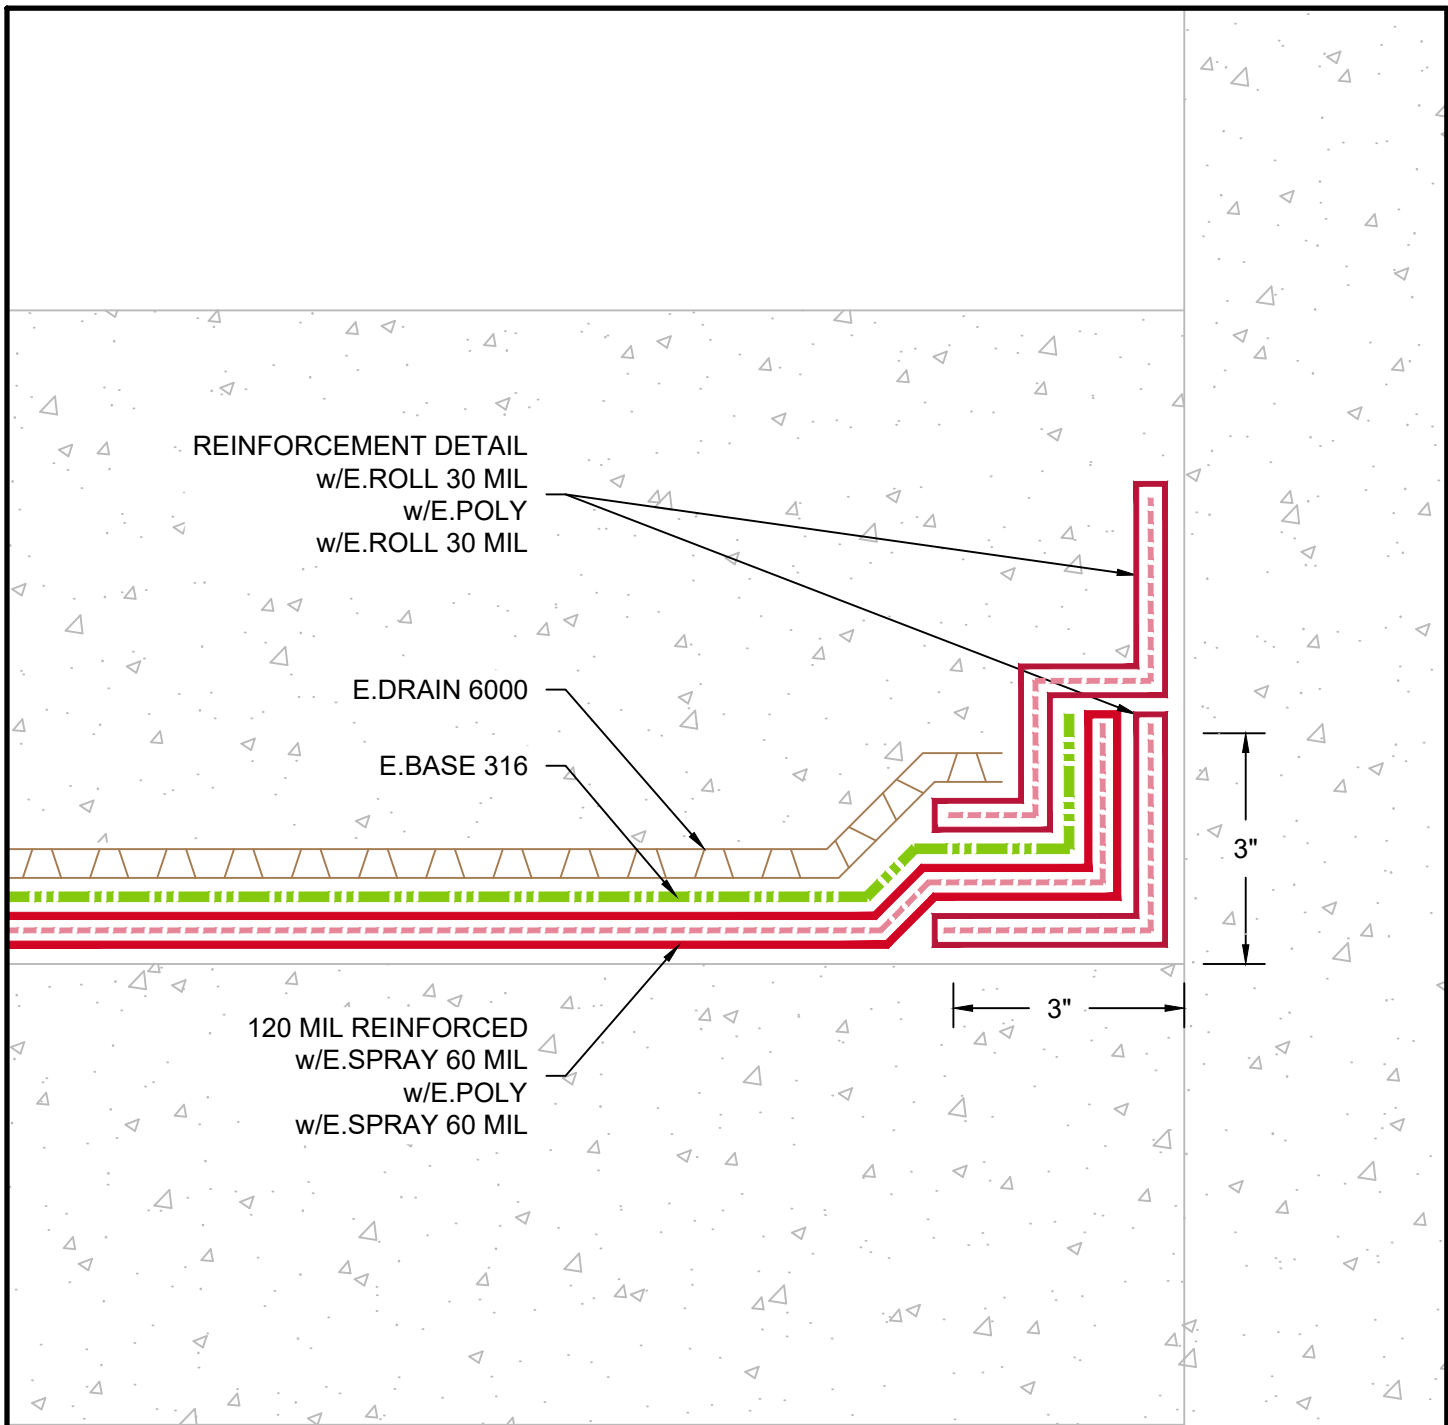 REINFORCEMENT DETAIL
w/E.ROLL 30 MIL
w/E.POLY
w/E.ROLL 30 MIL
E.DRAIN 6000
E.BASE 316
3"
3"
120 MIL REINFORCED
w/E.SPRAY 60 MIL
w/E.POLY
w/E.SPRAY 60 MIL